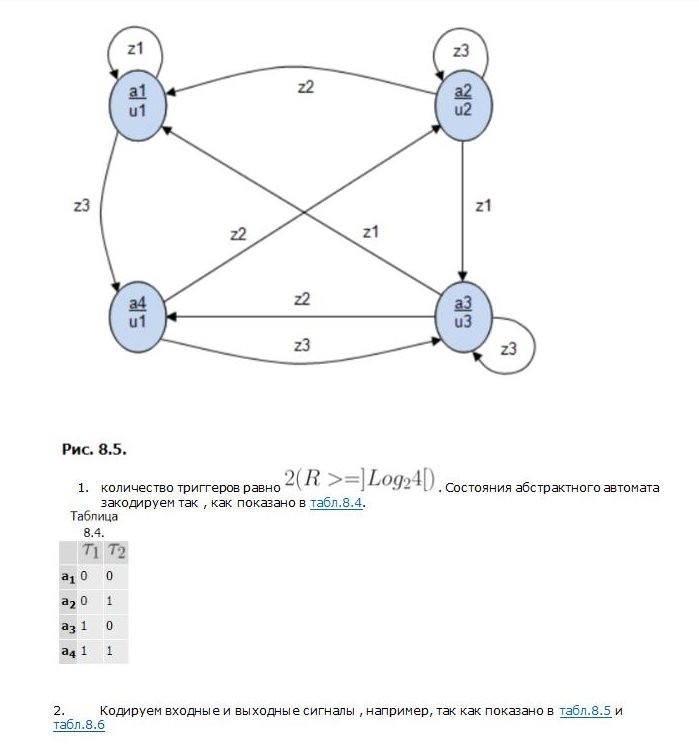 z1
z3
a1
u1
z2
a2
u2
z3
z2
z1
z1
a4
u1
z2
a3
u3
z3
z3
Рис. 8.5.
1. количество триггеров равно 2(R >=]Log₂4[) . Состояния абстрактного автомата
закодируем так , как показано в табл.8.4.
Таблица
8.4.
T1 T2
a1 0 0
a2 0 1
a3 1 0
a4 1 1
2. Кодируем входные и выходные сигналы , например, так как показано в табл.8.5 и
табл.8.6